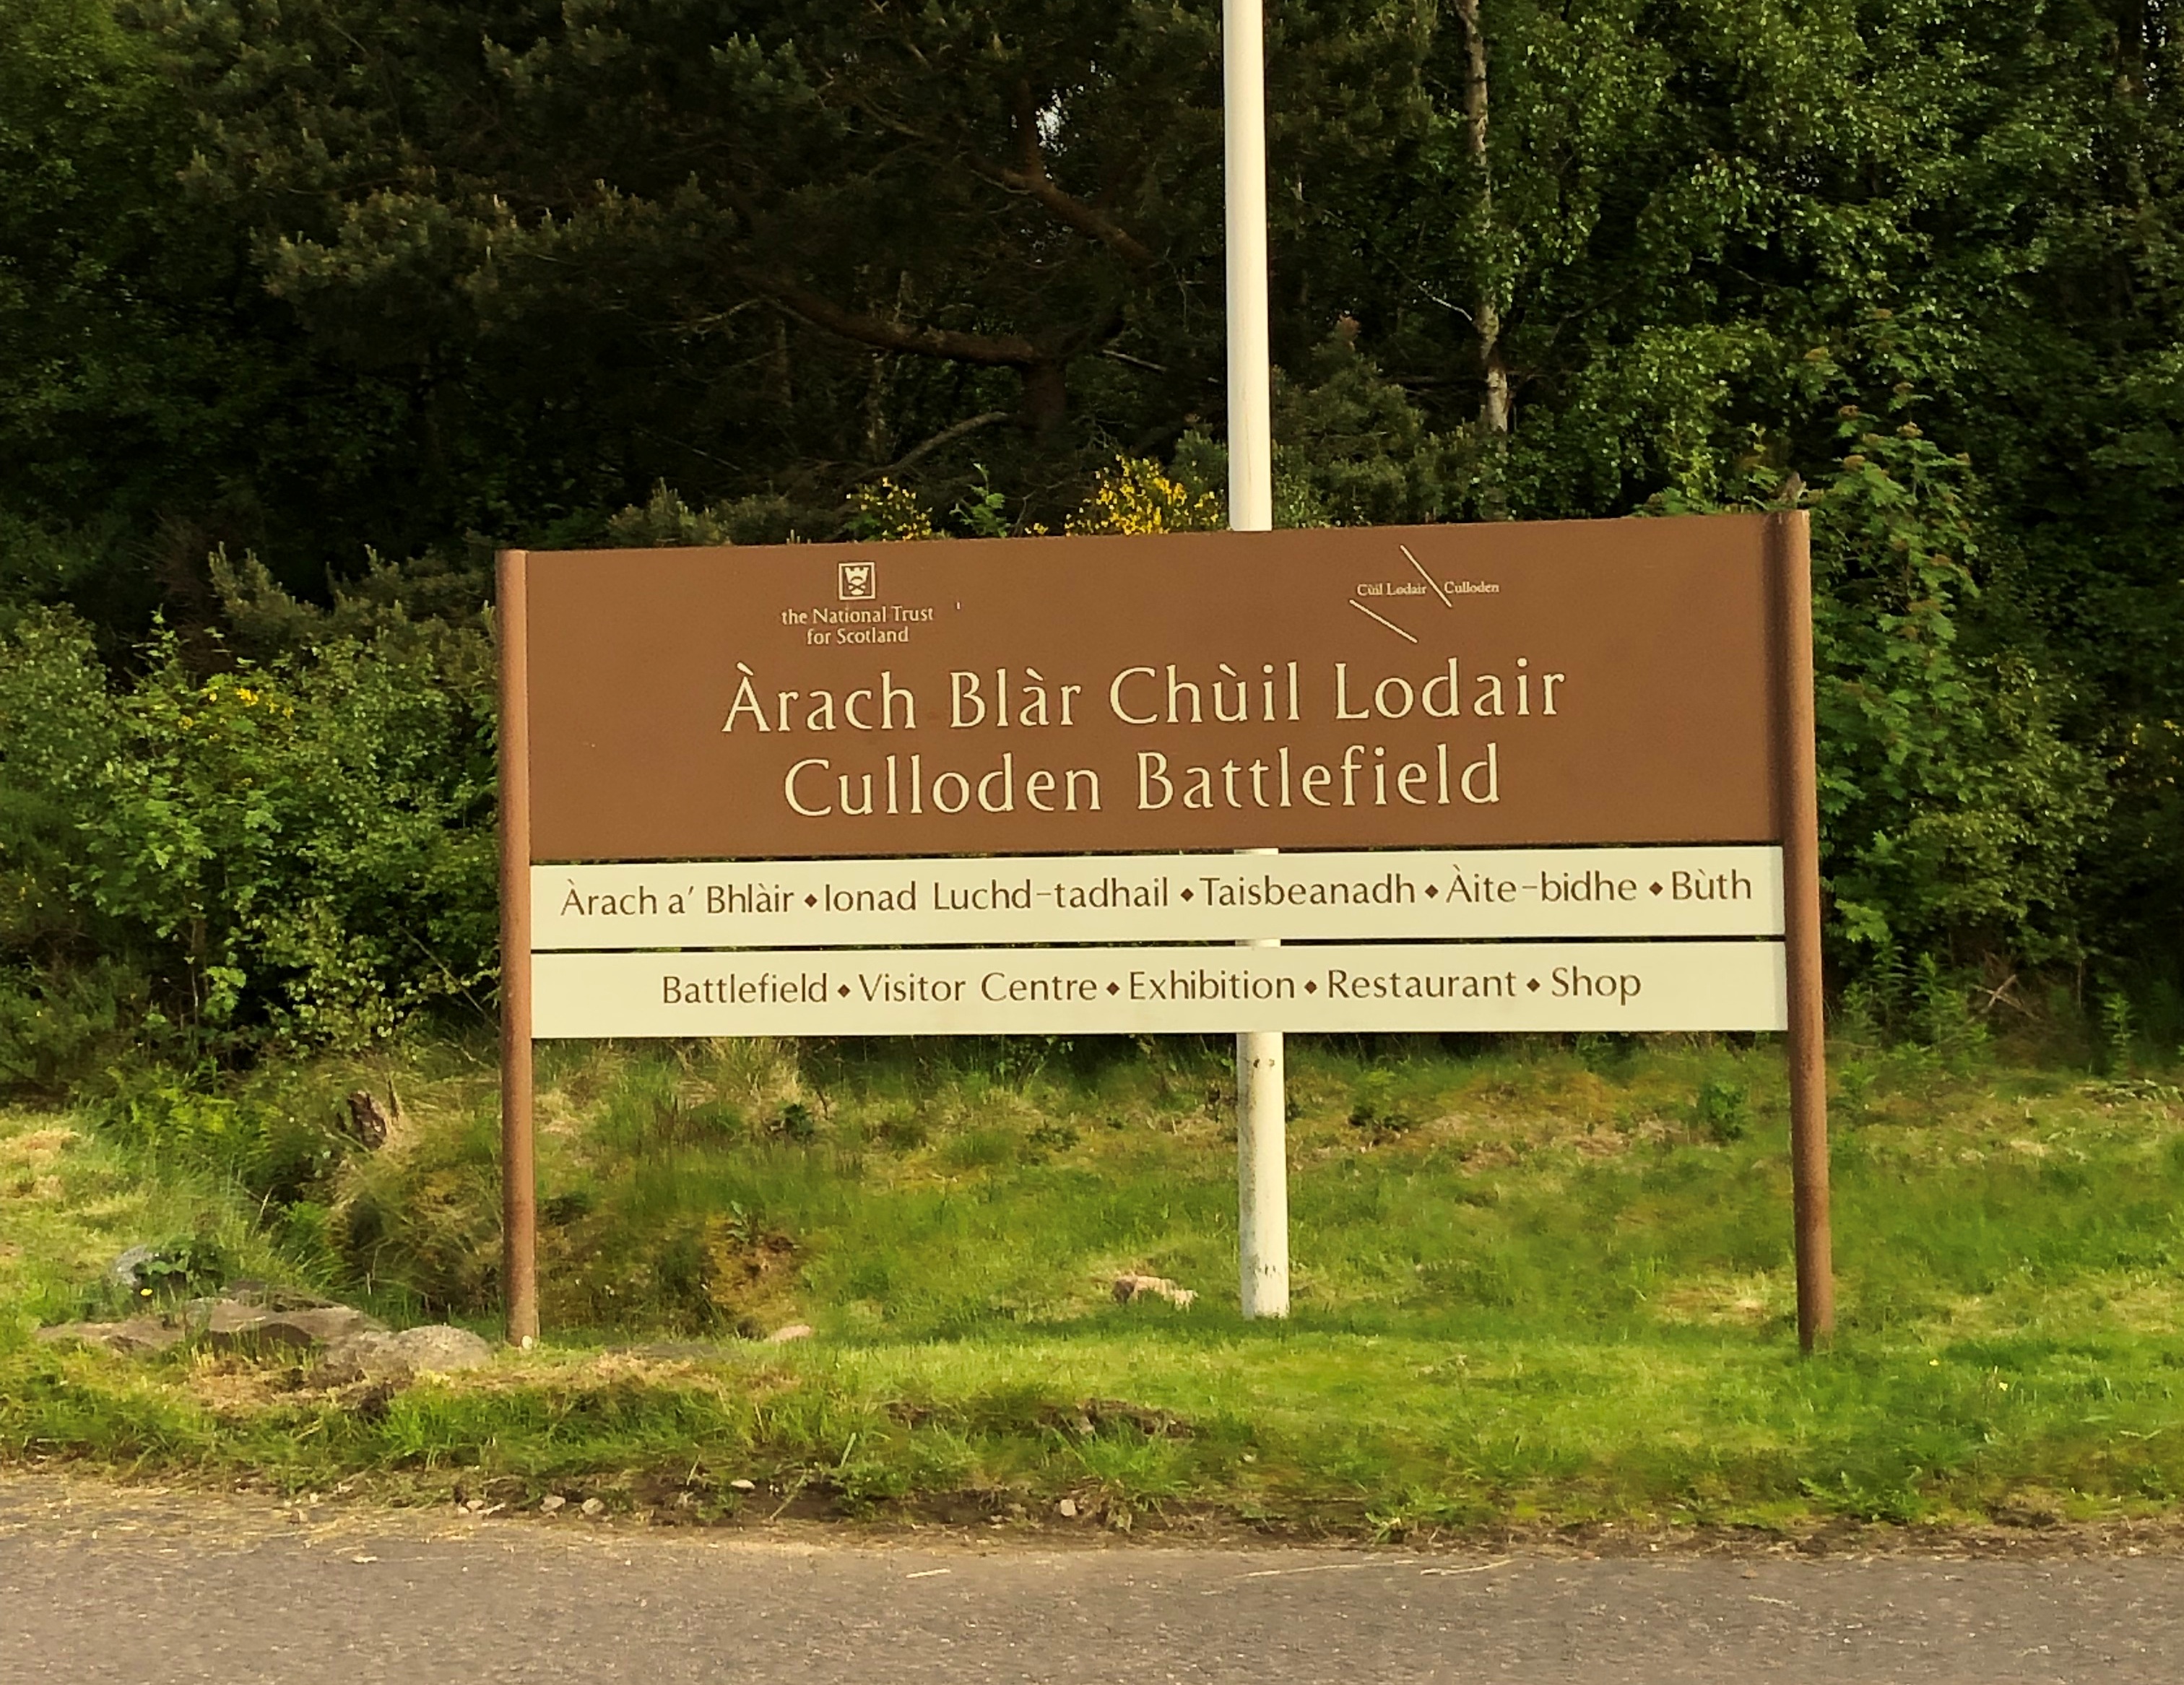 the National Trust
for Scotland
Cùil Lodair Culloden
Àrach Blàr Chùil Lodair
Culloden Battlefield
Àrach a' Bhlàir ◆ Ionad Luchd-tadhail ◆ Taisbeanadh ◆ Àite-bidhe ◆ Bùth
Battlefield ◆ Visitor Centre ◆ Exhibition ◆ Restaurant ◆ Shop